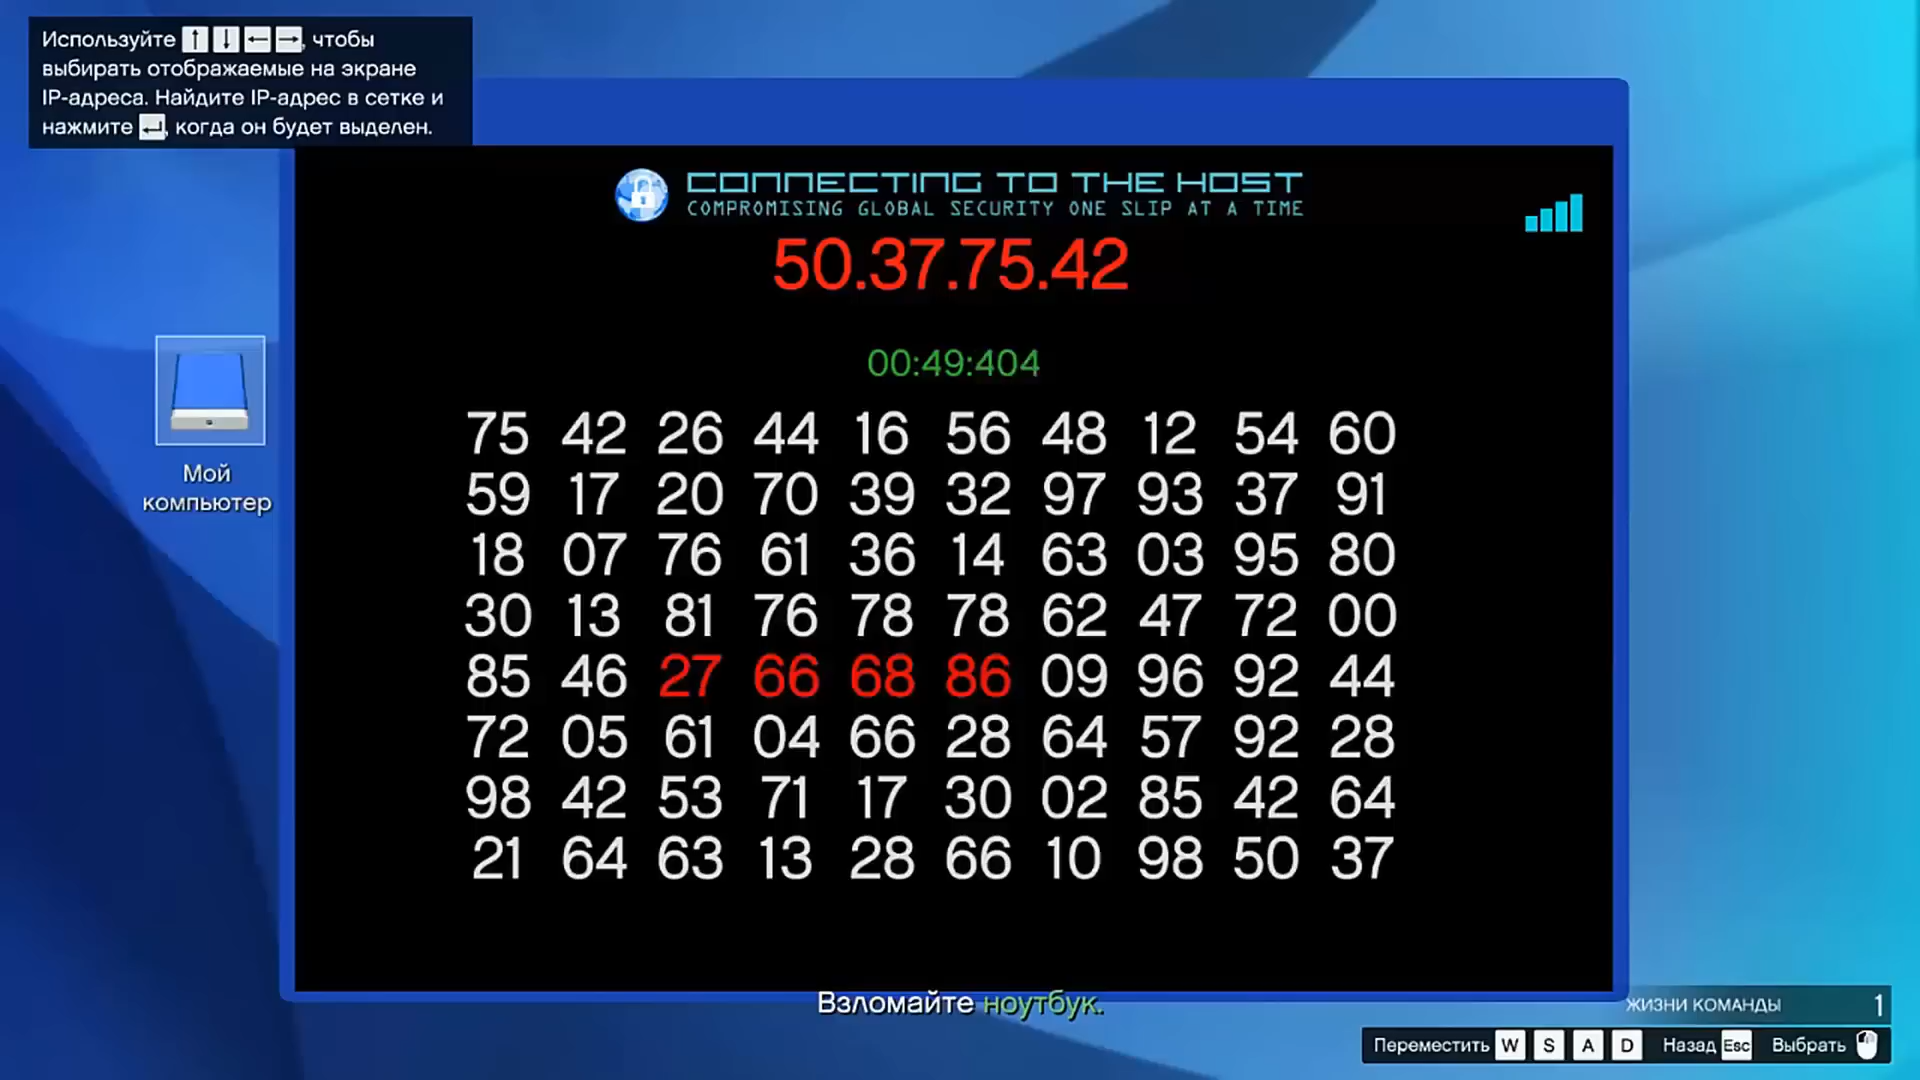 Используйте ↑ ↓ ← →, чтобы
выбирать отображаемые на экране
IP-адреса. Найдите IP-адрес в сетке и
нажмите ↵, когда он будет выделен.
CONNECTING TO THE HOST
COMPROMISING GLOBAL SECURITY ONE SLIP AT A TIME
50.37.75.42
00:49:404
75 42 26 44 16 56 48 12 54 60
59 17 20 70 39 32 97 93 37 91
18 07 76 61 36 14 63 03 95 80
30 13 81 76 78 78 62 47 72 00
85 46 27 66 68 86 09 96 92 44
72 05 61 04 66 28 64 57 92 28
98 42 53 71 17 30 02 85 42 64
21 64 63 13 28 66 10 98 50 37
Мой
компьютер
Взломайте ноутбук.
ЖИЗНИ КОМАНДЫ 1
Переместить W S A D Назад Esc Выбрать